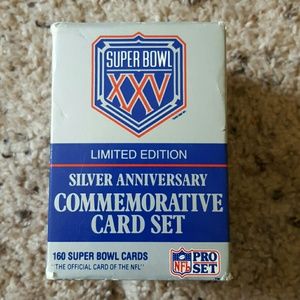 SUPER BOWL
XXV
LIMITED EDITION
SILVER ANNIVERSARY
COMMEMORATIVE
CARD SET
160 SUPER BOWL CARDS
"THE OFFICIAL CARD OF THE NFL"
NFL
PRO
SET